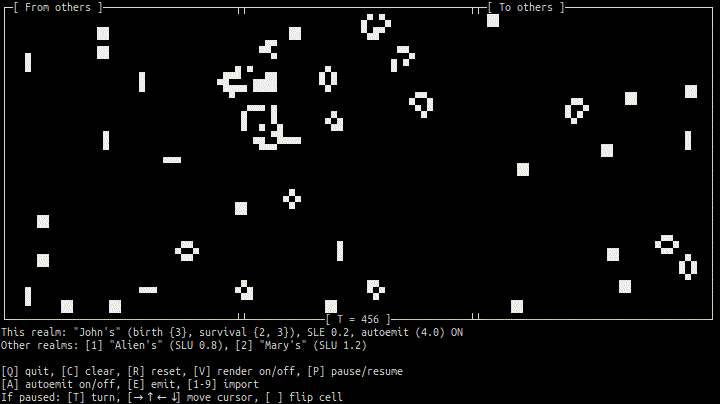 [ From others ] [ To others ]
[ T = 456 ]
This realm: "John's" (birth {3}, survival {2, 3}), SLE 0.2, autoemit (4.0) ON
Other realms: [1] "Alien's" (SLU 0.8), [2] "Mary's" (SLU 1.2)
[Q] quit, [C] clear, [R] reset, [V] render on/off, [P] pause/resume
[A] autoemit on/off, [E] emit, [1-9] import
If paused: [T] turn, [→↑←↓] move cursor, [ ] flip cell